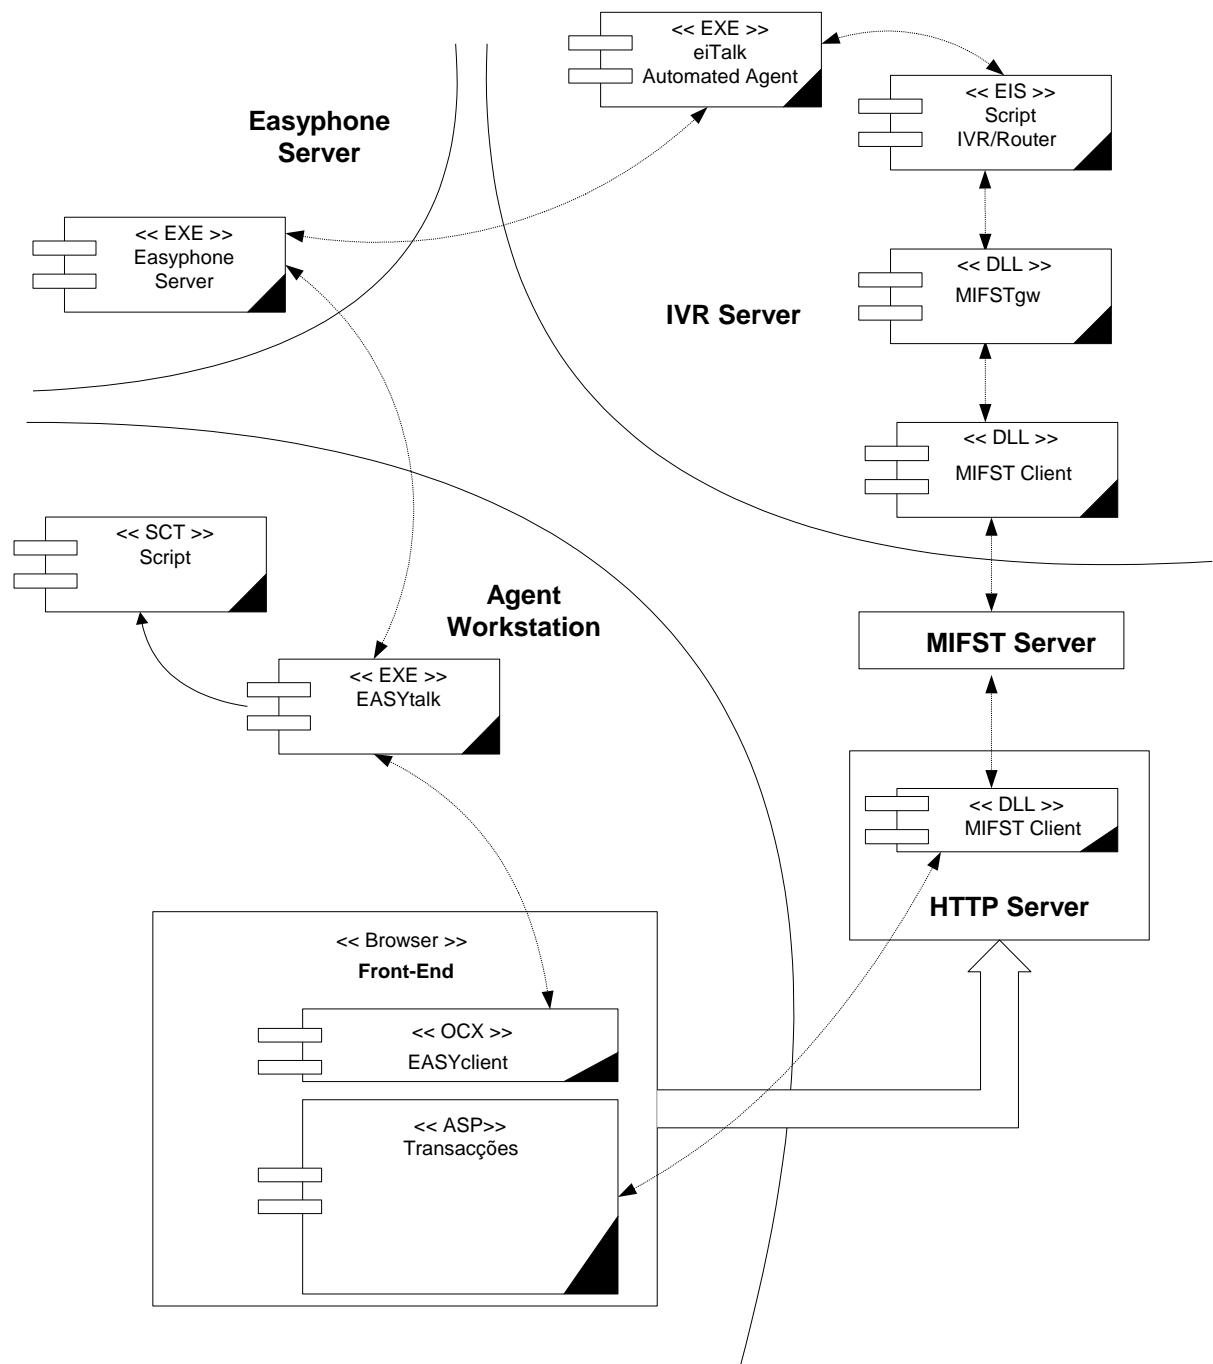 << EXE >>
eiTalk
Automated Agent
<< EIS >>
Script
IVR/Router
Easyphone
Server
<< EXE >>
Easyphone
Server
<< DLL >>
MIFSTgw
IVR Server
<< DLL >>
MIFST Client
<< SCT >>
Script
Agent
Workstation
MIFST Server
<< EXE >>
EASYtalk
<< DLL >>
MIFST Client
HTTP Server
<< Browser >>
Front-End
<< OCX >>
EASYclient
<< ASP>>
Transacções